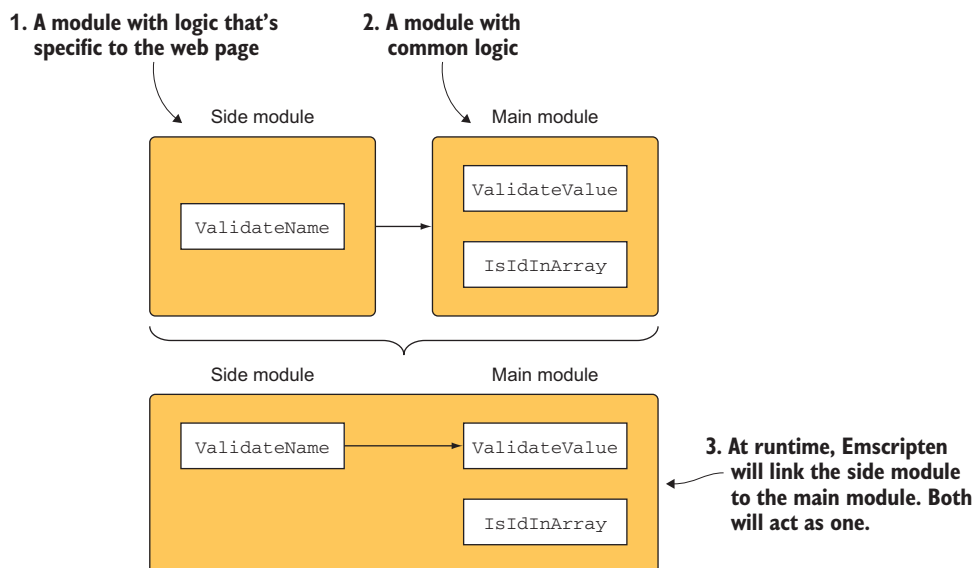 1. A module with logic that's
specific to the web page
2. A module with
common logic
Side module
Main module
ValidateName
ValidateValue
IsIdInArray
Side module
Main module
ValidateName
ValidateValue
IsIdInArray
3. At runtime, Emscripten
will link the side module
to the main module. Both
will act as one.